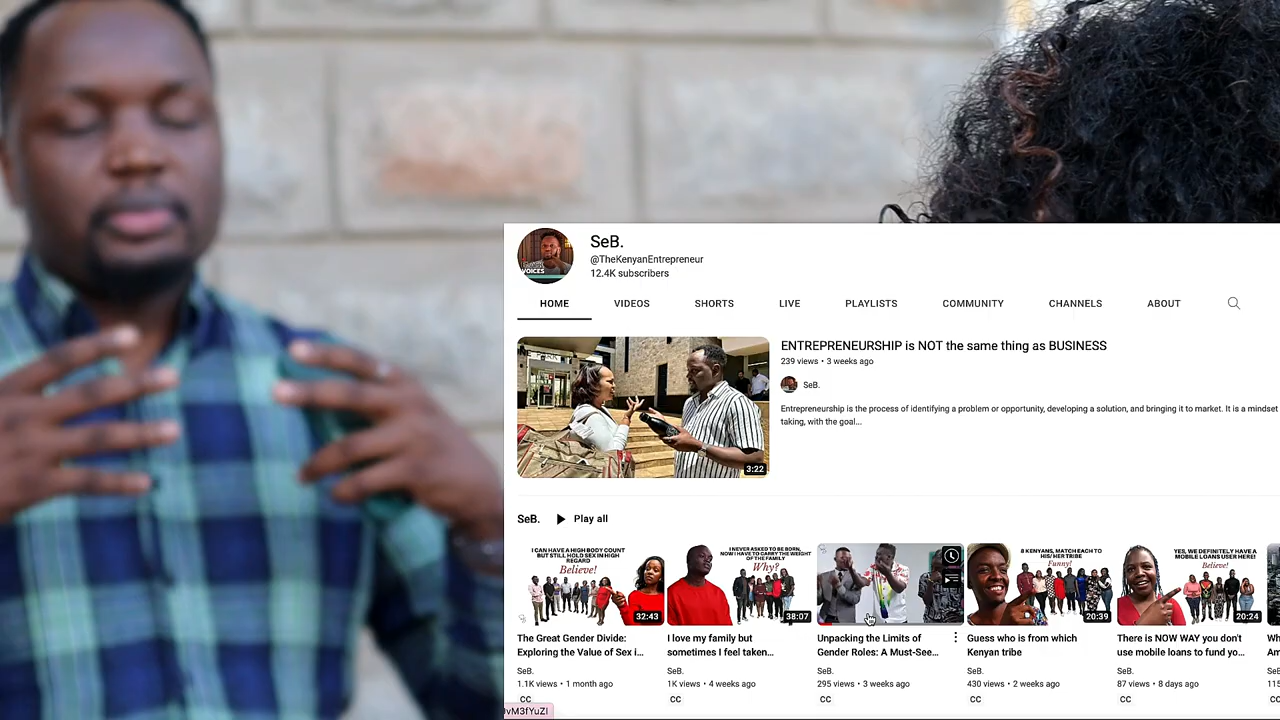 SeB.
@TheKenyanEntrepreneur
12.4K subscribers
VOICES
HOME VIDEOS SHORTS LIVE PLAYLISTS COMMUNITY CHANNELS ABOUT
ENTREPRENEURSHIP is NOT the same thing as BUSINESS
239 views • 3 weeks ago
SeB.
Entrepreneurship is the process of identifying a problem or opportunity, developing a solution, and bringing it to market. It is a mindset
taking, with the goal...
3:22
SeB. Play all
I CAN HAVE A HIGH BODY COUNT
BUT STILL HOLD SEX IN HIGH
REGARD
Believe!
32:43
The Great Gender Divide:
Exploring the Value of Sex i...
SeB.
1.1K views • 1 month ago
CC
I NEVER ASKED TO BE BORN,
NOW I HAVE TO CARRY THE WEIGHT
OF THE FAMILY
Why?
38:07
I love my family but
sometimes I feel taken...
SeB.
1K views • 4 weeks ago
CC
Unpacking the Limits of
Gender Roles: A Must-See...
SeB.
295 views • 3 weeks ago
CC
8 KENYANS, MATCH EACH TO
HIS/HER TRIBE
Funny!
20:39
Guess who is from which
Kenyan tribe
SeB.
430 views • 2 weeks ago
CC
YES, WE DEFINITELY HAVE A
MOBILE LOANS USER HERE!
Believe!
20:24
There is NOW WAY you don't
use mobile loans to fund yo...
SeB.
87 views • 8 days ago
CC
Wh
Am
115
vM3fYuZI